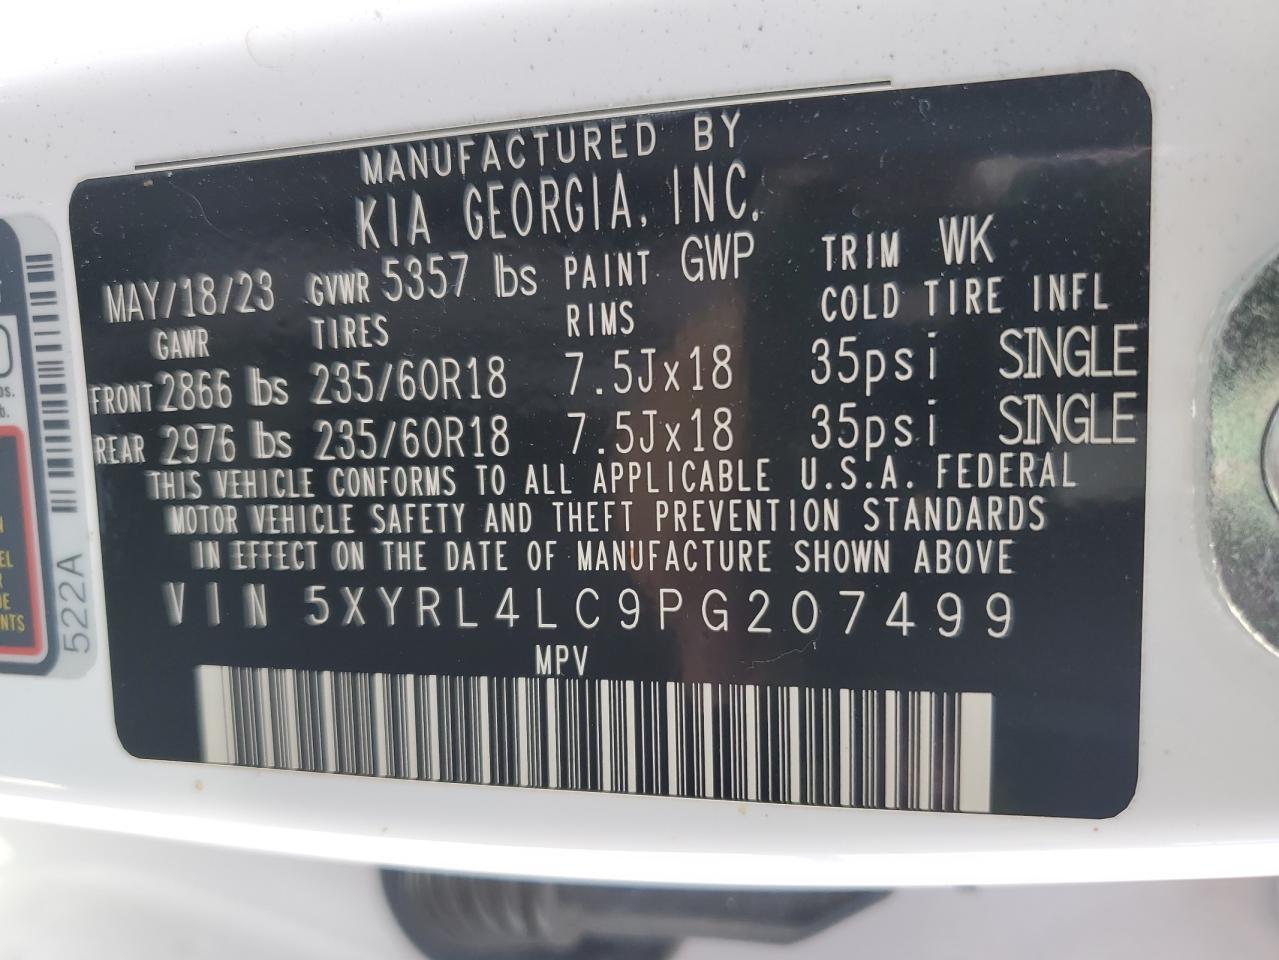 MANUFACTURED BY
KIA GEORGIA, INC.
MAY/18/23 GVWR 5357 lbs PAINT GWP TRIM WK
GAWR TIRES RIMS COLD TIRE INFL
FRONT 2866 lbs 235/60R18 7.5Jx18 35psi SINGLE
REAR 2976 lbs 235/60R18 7.5Jx18 35psi SINGLE
THIS VEHICLE CONFORMS TO ALL APPLICABLE U.S.A. FEDERAL
MOTOR VEHICLE SAFETY AND THEFT PREVENTION STANDARDS
IN EFFECT ON THE DATE OF MANUFACTURE SHOWN ABOVE
VIN 5XYRL4LC9PG207499
MPV
522A